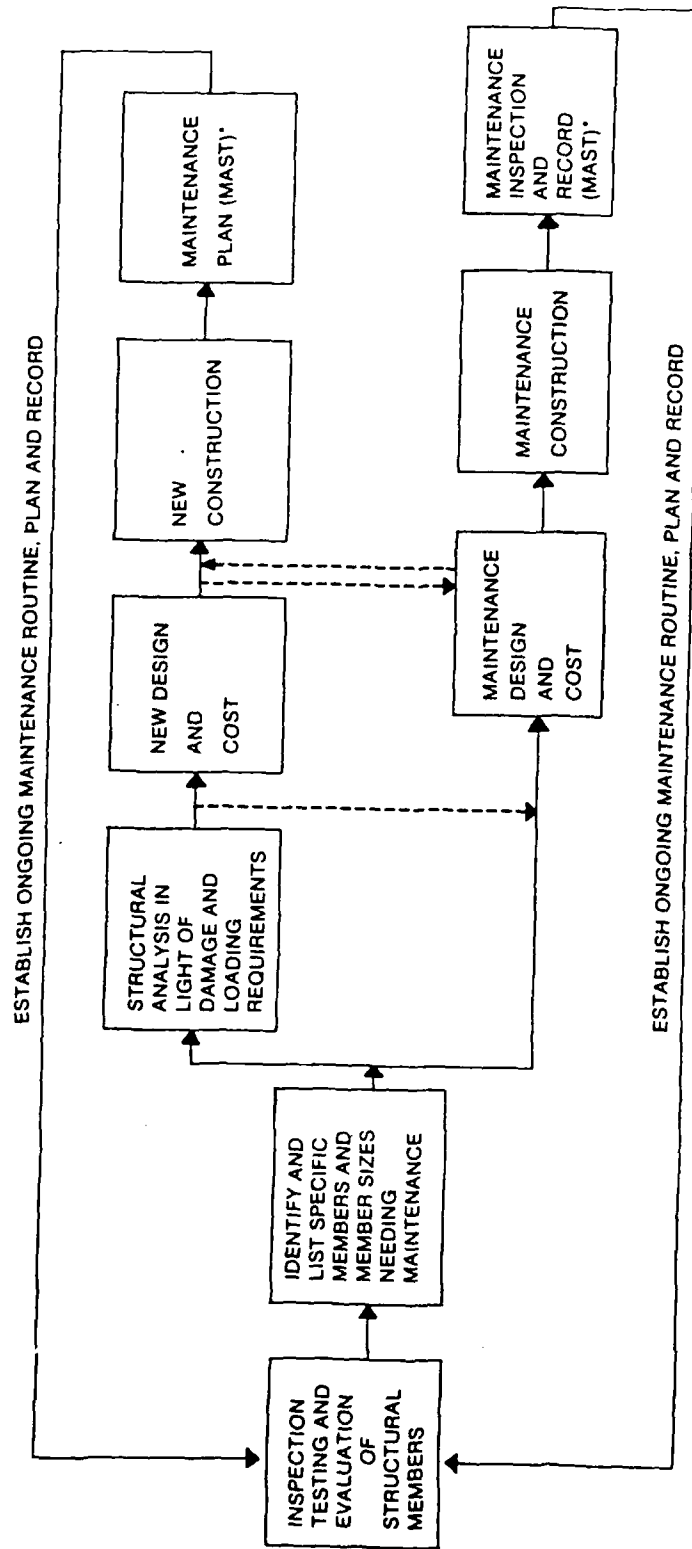 ESTABLISH ONGOING MAINTENANCE ROUTINE, PLAN AND RECORD
INSPECTION
TESTING AND
EVALUATION
OF
STRUCTURAL
MEMBERS
IDENTIFY AND
LIST SPECIFIC
MEMBERS AND
MEMBER SIZES
NEEDING
MAINTENANCE
STRUCTURAL
ANALYSIS IN
LIGHT OF
DAMAGE AND
LOADING
REQUIREMENTS
NEW DESIGN
AND
COST
NEW
CONSTRUCTION
MAINTENANCE
PLAN (MAST)*
MAINTENANCE
DESIGN
AND
COST
MAINTENANCE
CONSTRUCTION
MAINTENANCE
INSPECTION
AND
RECORD
(MAST)*
ESTABLISH ONGOING MAINTENANCE ROUTINE, PLAN AND RECORD